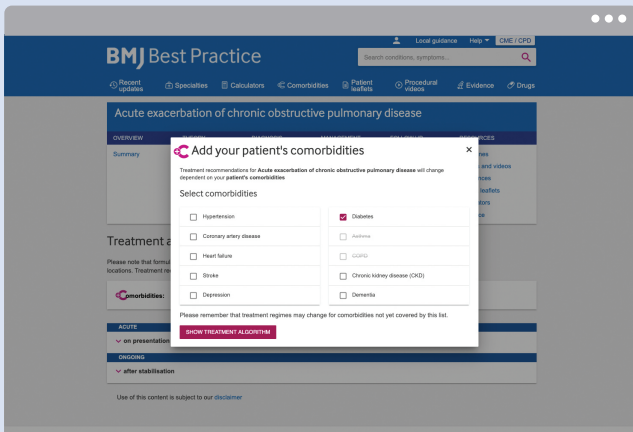 Local guidance Help CME / CPD
BMJ Best Practice
Search conditions, symptoms...
Recent updates Specialties Calculators Comorbidities Patient leaflets Procedural videos Evidence Drugs
Acute exacerbation of chronic obstructive pulmonary disease
OVERVIEW
Summary
Add your patient's comorbidities
Treatment recommendations for Acute exacerbation of chronic obstructive pulmonary disease will change
dependent on your patient's comorbidities
Select comorbidities
Hypertension Diabetes
Coronary artery disease Asthma
Heart failure COPD
Stroke Chronic kidney disease (CKD)
Depression Dementia
Please remember that treatment regimes may change for comorbidities not yet covered by this list.
SHOW TREATMENT ALGORITHM
and videos
leaflets
Treatment a
Please note that formul
locations. Treatment re
Comorbidities:
ACUTE
on presentation
ONGOING
after stabilisation
Use of this content is subject to our disclaimer